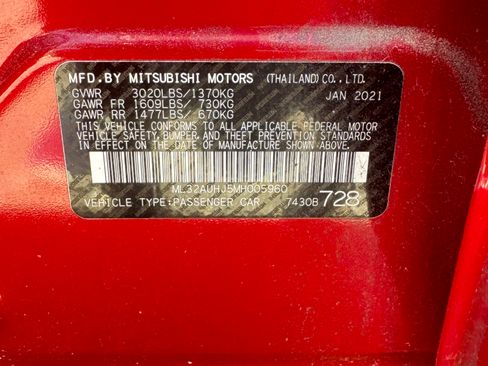 MFD.BY MITSUBISHI MOTORS (THAILAND) CO.,LTD.
GVWR 3020LBS/1370KG JAN 2021
GAWR FR 1609LBS/ 730KG
GAWR RR 1477LBS/ 670KG
THIS VEHICLE CONFORMS TO ALL APPLICABLE FEDERAL MOTOR
VEHICLE SAFETY, BUMPER, AND THEFT PREVENTION STANDARDS
IN EFFECT ON THE DATE OF MANUFACTURE SHOWN ABOVE.
ML32AUHJ5MH005960
VEHICLE TYPE:PASSENGER CAR 7430B 728